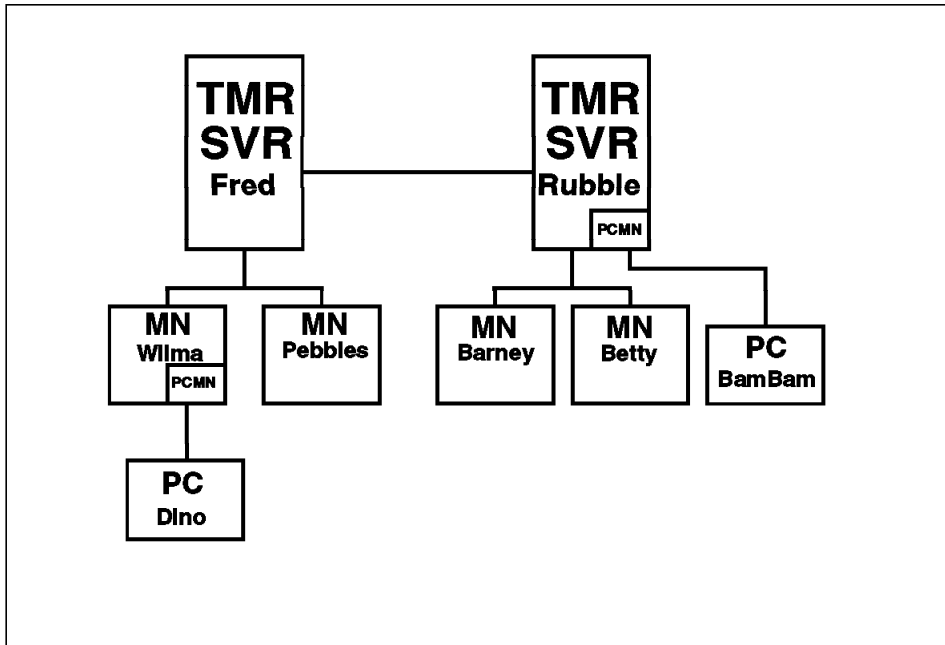 TMR
SVR
Fred
TMR
SVR
Rubble
PCMN
MN
Wilma
PCMN
MN
Pebbles
MN
Barney
MN
Betty
PC
BamBam
PC
Dino